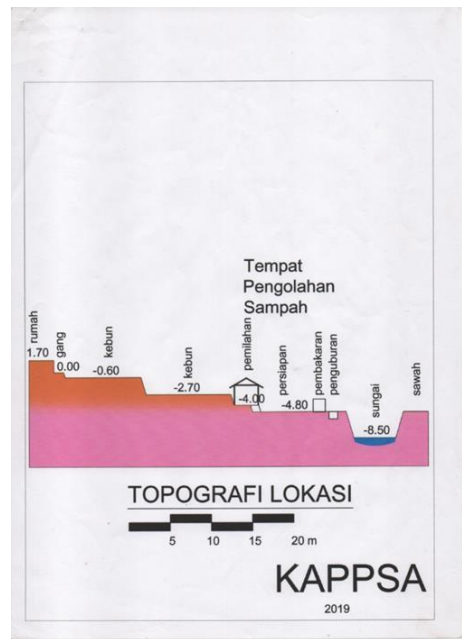 Tempat
Pengolahan
Sampah
rumah
gang
kebun
kebun
pemilahan
persiapan
pembakaran
penguburan
sungai
sawah
1.70
0.00
-0.60
-2.70
-4.00
-4.80
-8.50
TOPOGRAFI LOKASI
5 10 15 20 m
KAPPSA
2019